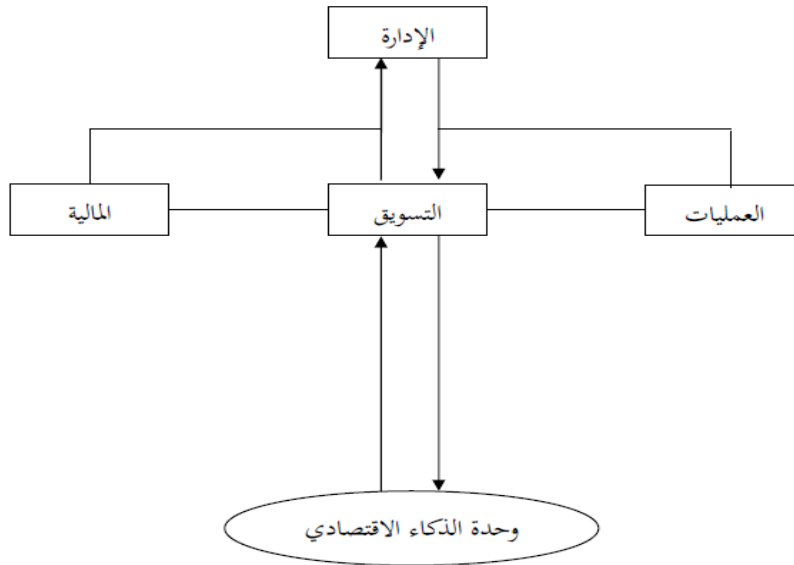 الإدارة
العمليات
التسويق
المالية
وحدة الذكاء الاقتصادي